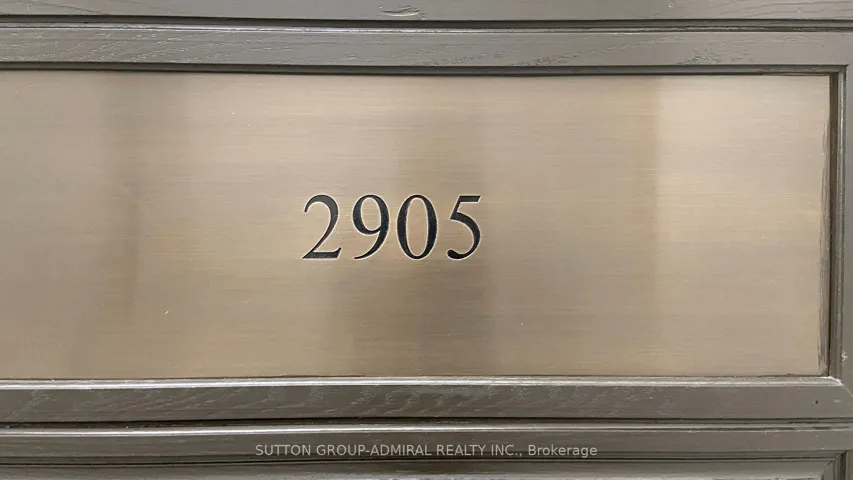 2905
SUTTON GROUP-ADMIRAL REALTY INC., Brokerage